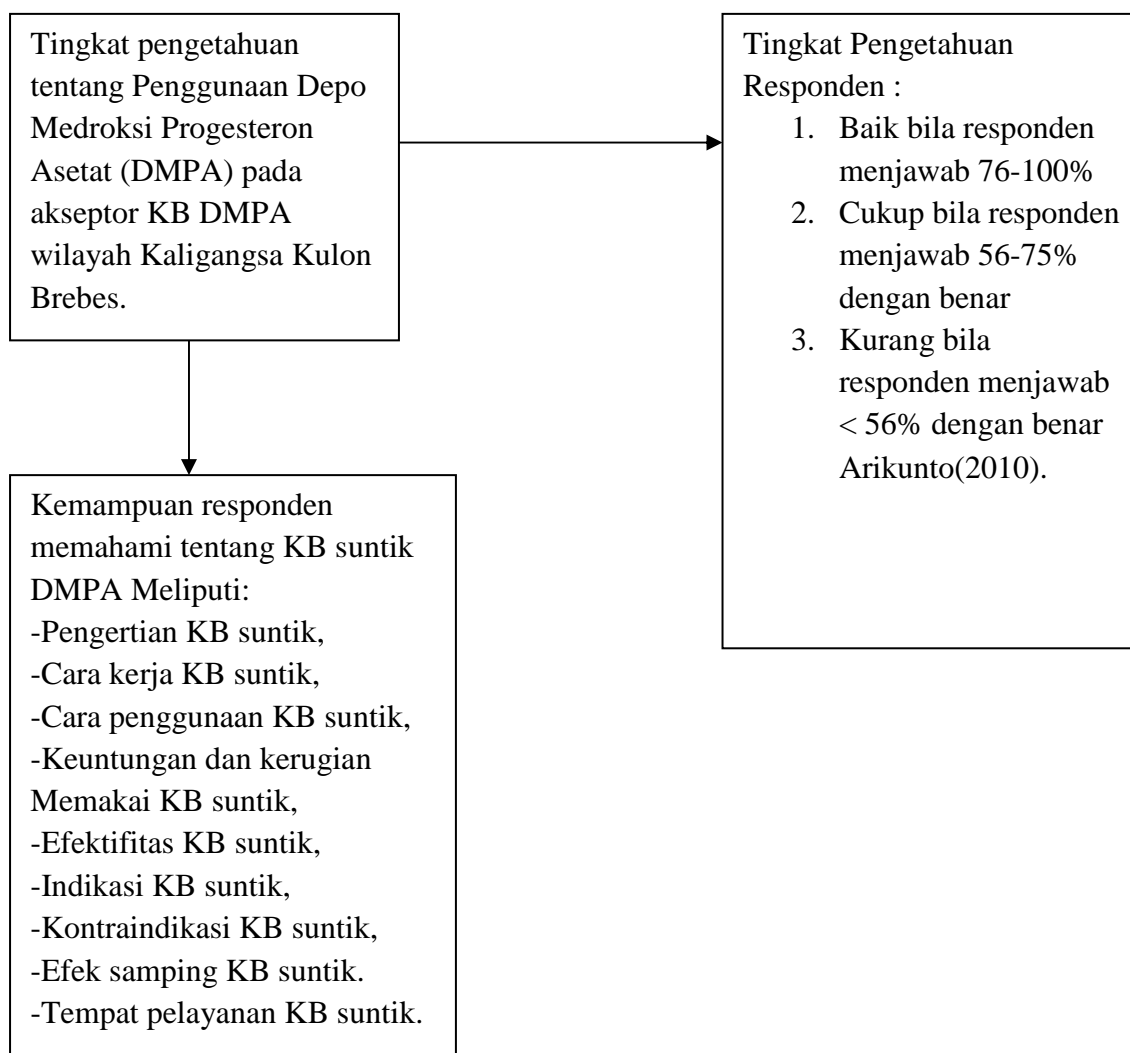 Tingkat pengetahuan
tentang Penggunaan Depo
Medroksi Progesteron
Asetat (DMPA) pada
akseptor KB DMPA
wilayah Kaligangsa Kulon
Brebes.
Tingkat Pengetahuan
Responden :
1. Baik bila responden
menjawab 76-100%
2. Cukup bila responden
menjawab 56-75%
dengan benar
3. Kurang bila
responden menjawab
< 56% dengan benar
Arikunto(2010).
Kemampuan responden
memahami tentang KB suntik
DMPA Meliputi:
-Pengertian KB suntik,
-Cara kerja KB suntik,
-Cara penggunaan KB suntik,
-Keuntungan dan kerugian
Memakai KB suntik,
-Efektifitas KB suntik,
-Indikasi KB suntik,
-Kontraindikasi KB suntik,
-Efek samping KB suntik.
-Tempat pelayanan KB suntik.